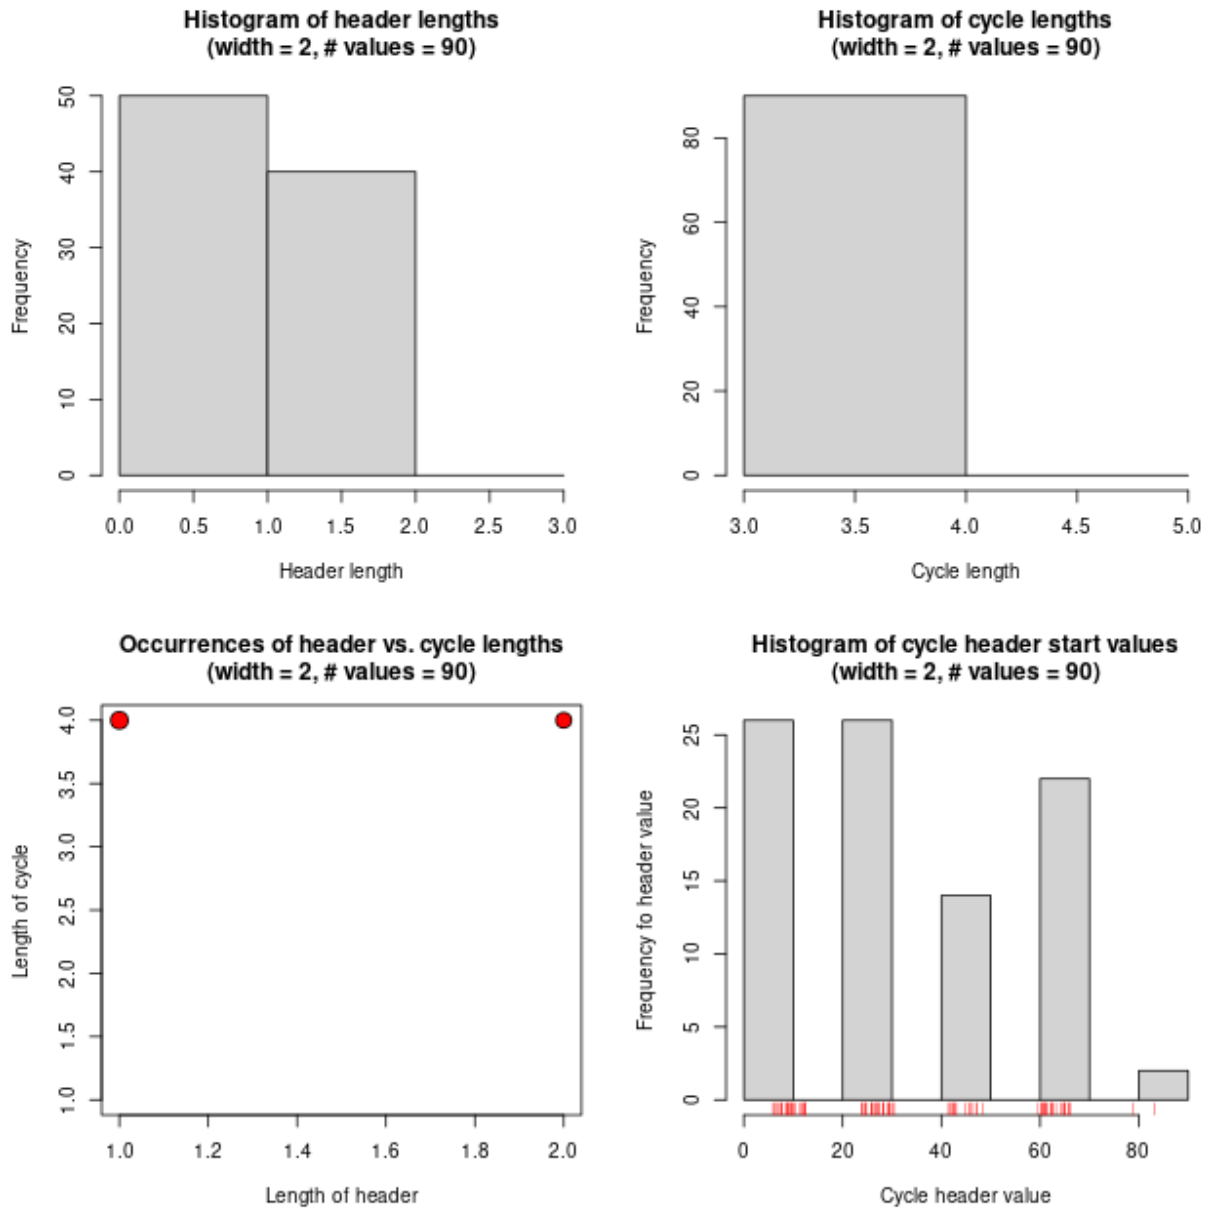 Histogram of header lengths
(width = 2, # values = 90)
Frequency
50
40
30
20
10
0
0.0 0.5 1.0 1.5 2.0 2.5 3.0
Header length
Histogram of cycle lengths
(width = 2, # values = 90)
Frequency
80
60
40
20
0
3.0 3.5 4.0 4.5 5.0
Cycle length
Occurrences of header vs. cycle lengths
(width = 2, # values = 90)
Length of cycle
4.0
3.5
3.0
2.5
2.0
1.5
1.0
1.0 1.2 1.4 1.6 1.8 2.0
Length of header
Histogram of cycle header start values
(width = 2, # values = 90)
Frequency fo header value
25
20
15
10
5
0
0 20 40 60 80
Cycle header value